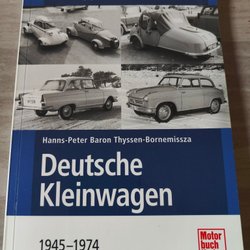 Hanns-Peter Baron Thyssen-Bornemissza
Deutsche
Kleinwagen
1945–1974
Motor
buch